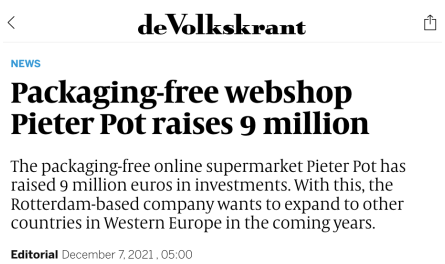 deVolkskrant
NEWS
Packaging-free webshop
Pieter Pot raises 9 million
The packaging-free online supermarket Pieter Pot has
raised 9 million euros in investments. With this, the
Rotterdam-based company wants to expand to other
countries in Western Europe in the coming years.
Editorial December 7, 2021, 05:00